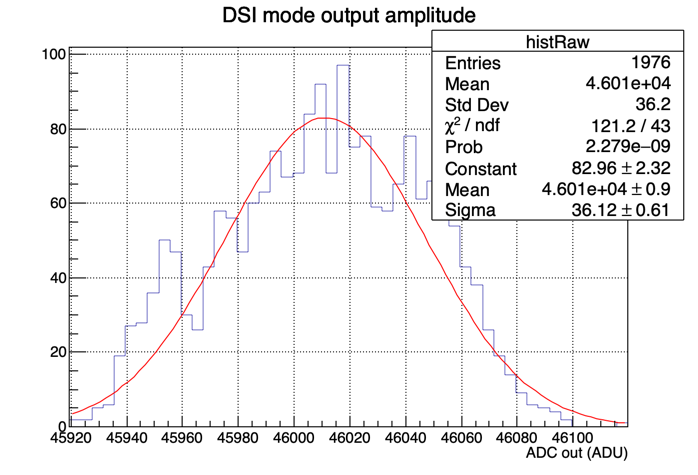 DSI mode output amplitude
histRaw
Entries 1976
Mean 4.601e+04
Std Dev 36.2
χ² / ndf 121.2 / 43
Prob 2.279e−09
Constant 82.96 ± 2.32
Mean 4.601e+04 ± 0.9
Sigma 36.12 ± 0.61
100
80
60
40
20
0
45920 45940 45960 45980 46000 46020 46040 46060 46080 46100
ADC out (ADU)